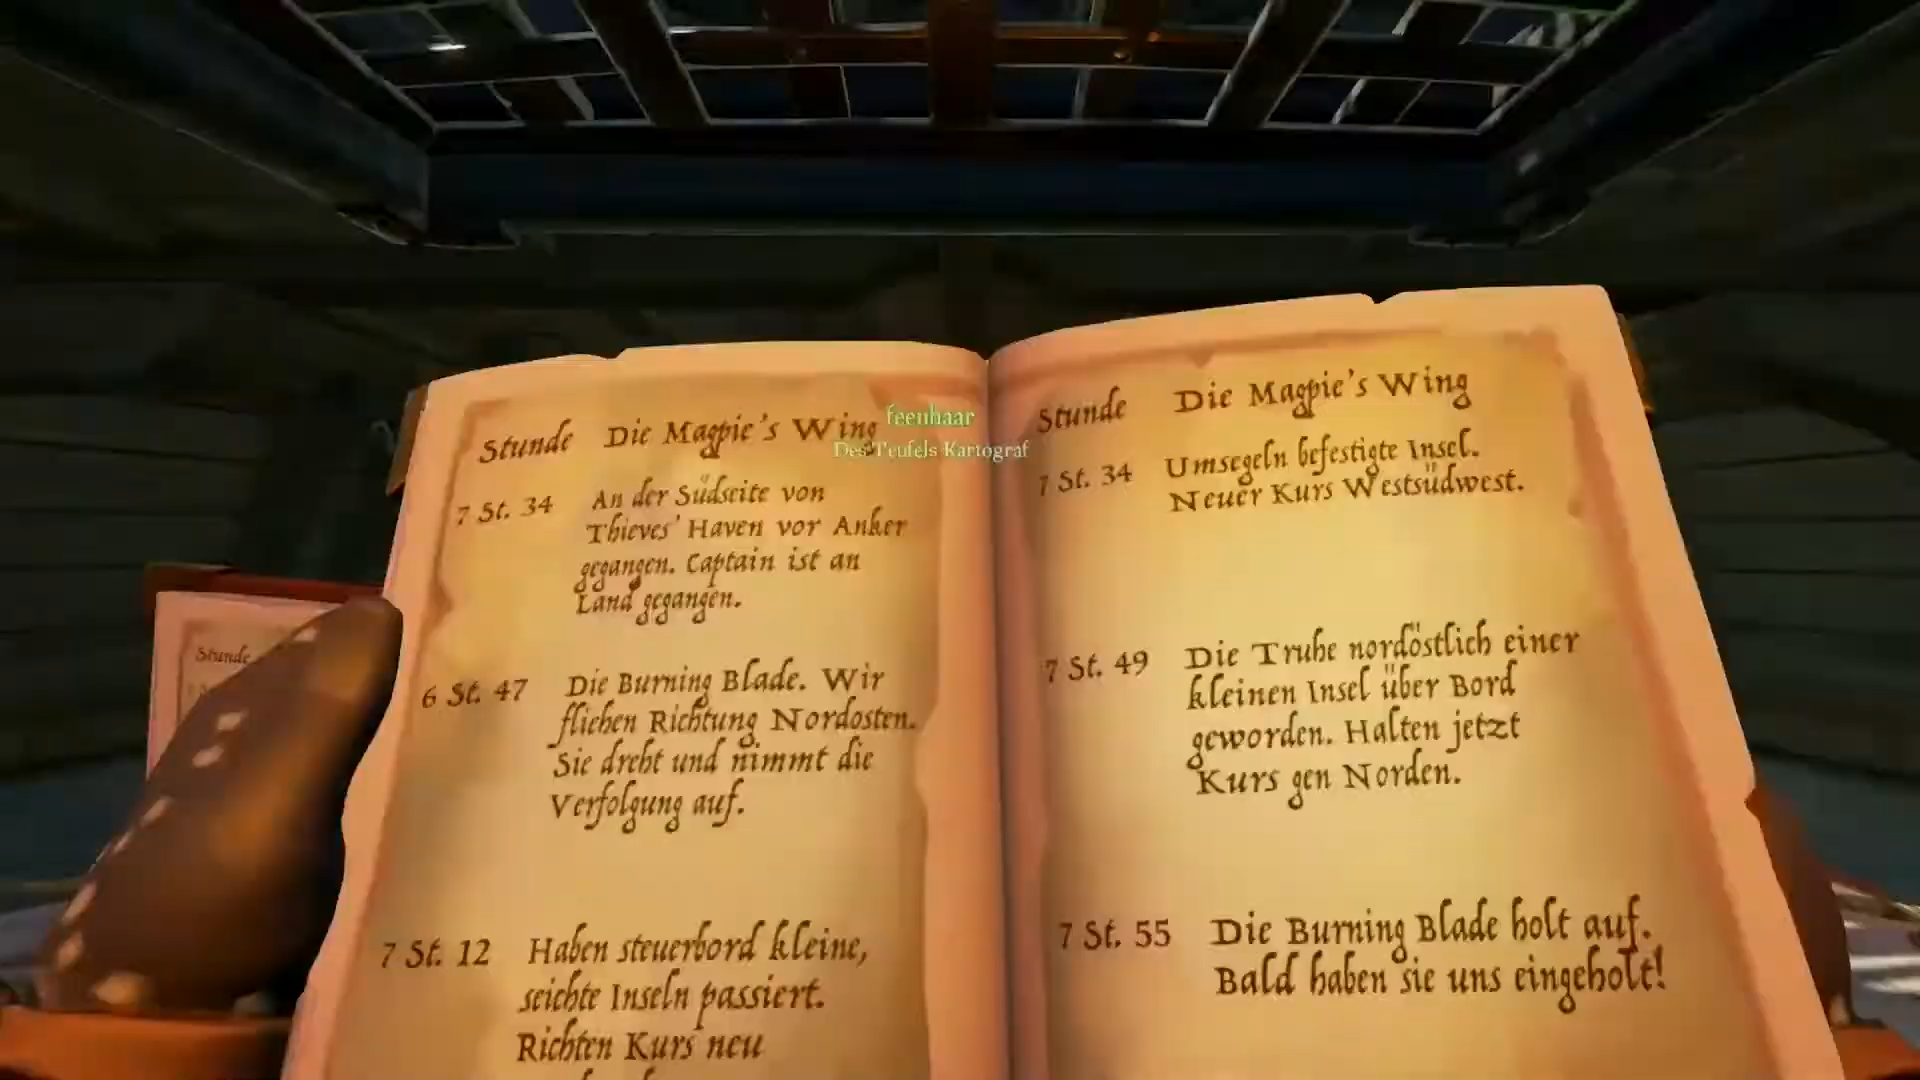 Stunde Die Magpie's Wing
7 St. 34 An der Südseite von
Thieves' Haven vor Anker
gegangen. Captain ist an
Land gegangen.
6 St. 47 Die Burning Blade. Wir
fliehen Richtung Nordosten.
Sie dreht und nimmt die
Verfolgung auf.
7 St. 12 Haben steuerbord kleine,
seichte Inseln passiert.
Richten Kurs neu
feenhaar
Des Teufels Kartograf
Stunde Die Magpie's Wing
7 St. 34 Umsegeln befestigte Insel.
Neuer Kurs Westsüdwest.
7 St. 49 Die Truhe nordöstlich einer
kleinen Insel über Bord
geworden. Halten jetzt
Kurs gen Norden.
7 St. 55 Die Burning Blade holt auf.
Bald haben sie uns eingeholt!
Stunde